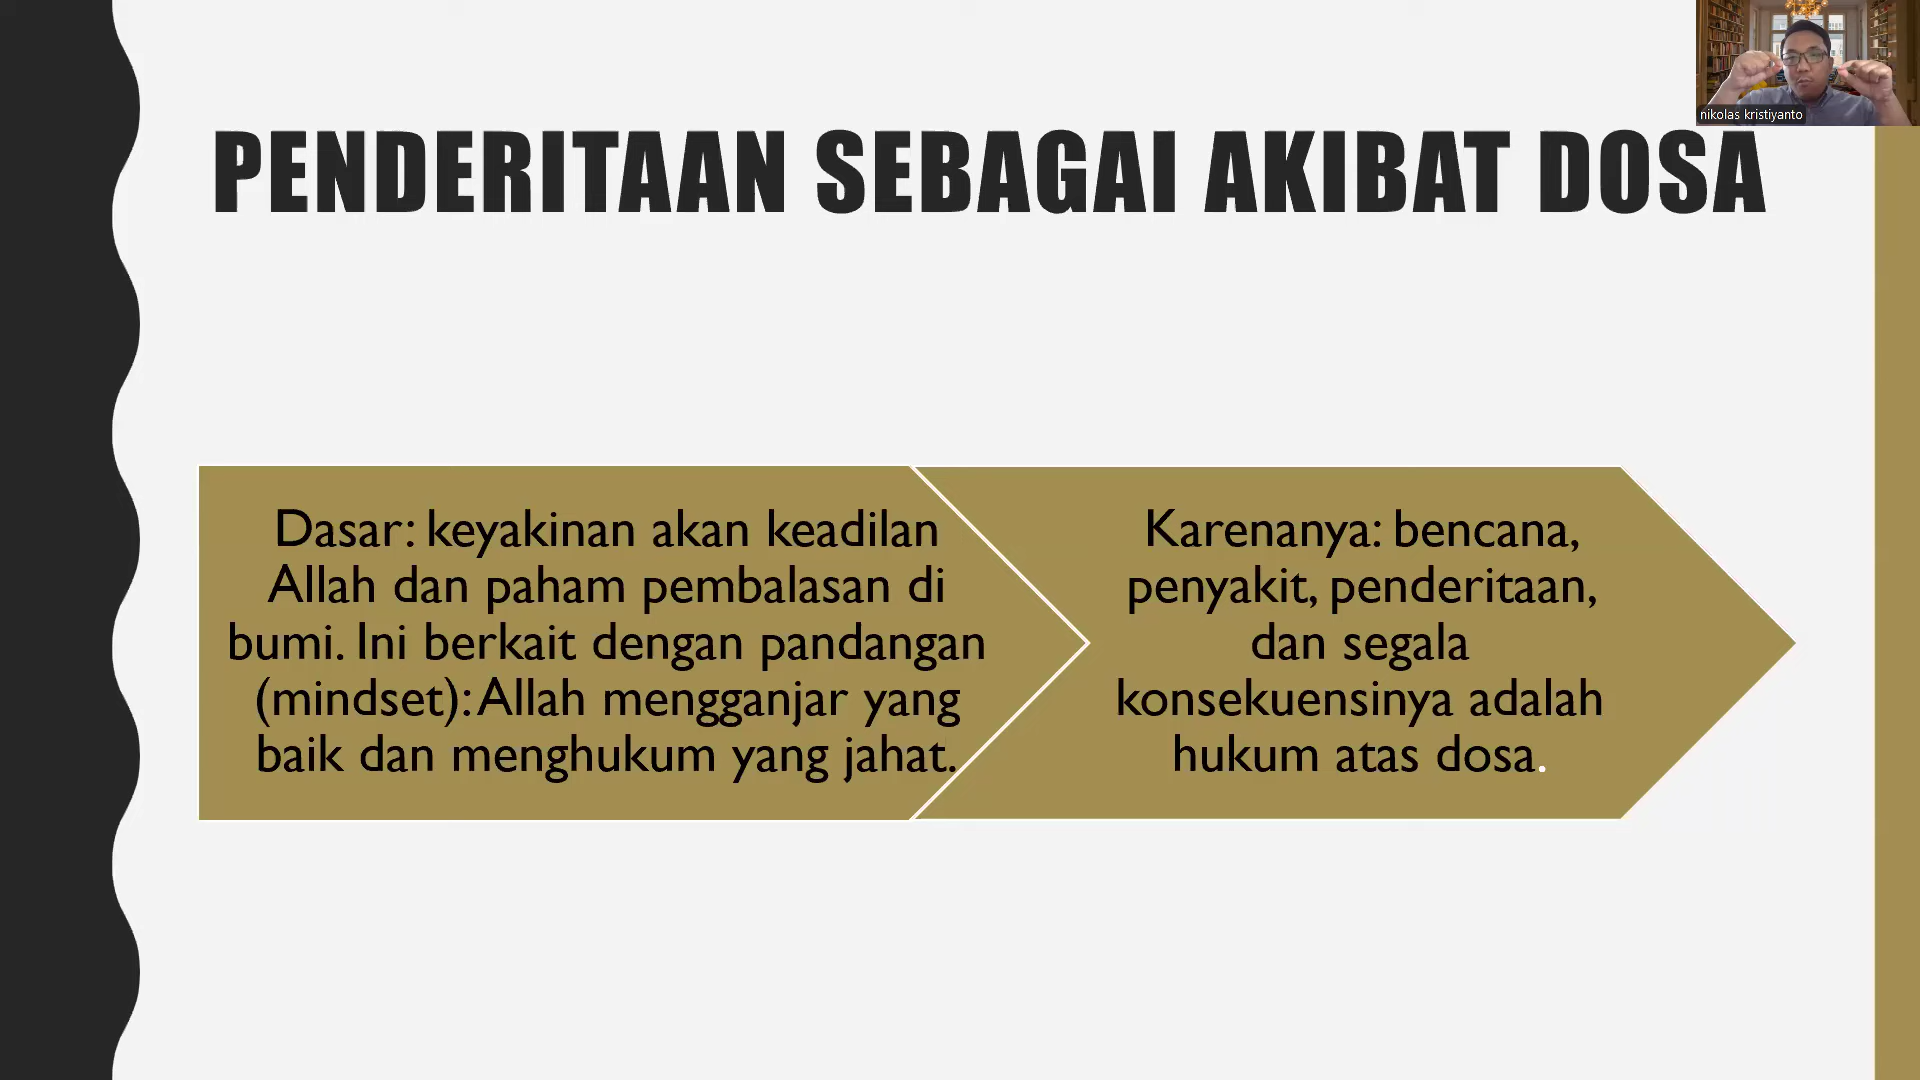 nikolas kristiyanto
PENDERITAAN SEBAGAI AKIBAT DOSA
Dasar: keyakinan akan keadilan
Allah dan paham pembalasan di
bumi. Ini berkait dengan pandangan
(mindset): Allah mengganjar yang
baik dan menghukum yang jahat.
Karenanya: bencana,
penyakit, penderitaan,
dan segala
konsekuensinya adalah
hukum atas dosa.